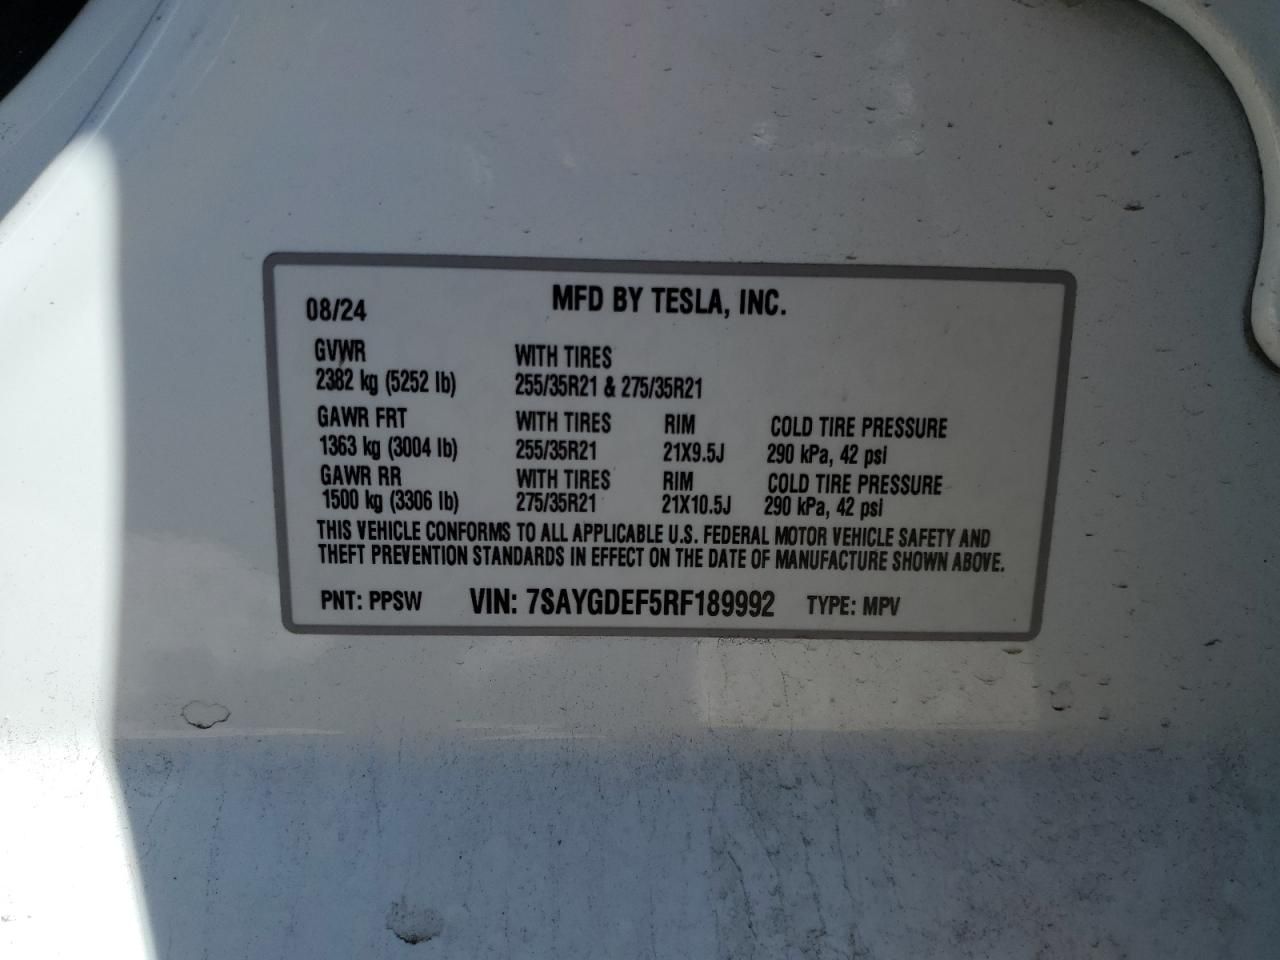 08/24 MFD BY TESLA, INC.
GVWR WITH TIRES
2382 kg (5252 lb) 255/35R21 & 275/35R21
GAWR FRT WITH TIRES RIM COLD TIRE PRESSURE
1363 kg (3004 lb) 255/35R21 21X9.5J 290 kPa, 42 psi
GAWR RR WITH TIRES RIM COLD TIRE PRESSURE
1500 kg (3306 lb) 275/35R21 21X10.5J 290 kPa, 42 psi
THIS VEHICLE CONFORMS TO ALL APPLICABLE U.S. FEDERAL MOTOR VEHICLE SAFETY AND
THEFT PREVENTION STANDARDS IN EFFECT ON THE DATE OF MANUFACTURE SHOWN ABOVE.
PNT: PPSW VIN: 7SAYGDEF5RF189992 TYPE: MPV